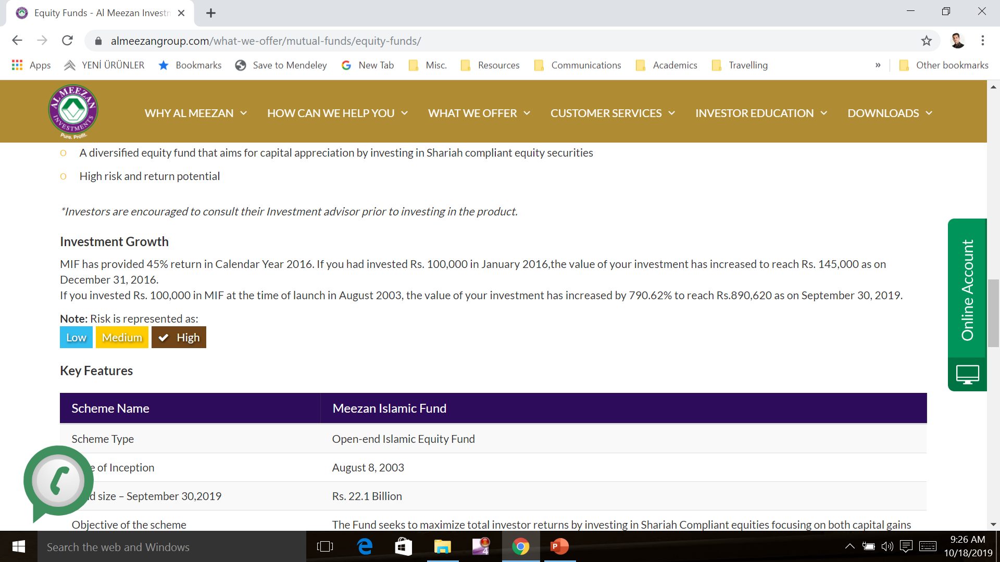 Equity Funds - Al Meezan Investn
almeezangroup.com/what-we-offer/mutual-funds/equity-funds/
Apps YENİ ÜRÜNLER Bookmarks Save to Mendeley New Tab Misc. Resources Communications Academics Travelling » Other bookmarks
AL MEEZAN
INVESTMENTS
Pure. Profit.
WHY AL MEEZAN HOW CAN WE HELP YOU WHAT WE OFFER CUSTOMER SERVICES INVESTOR EDUCATION DOWNLOADS
o A diversified equity fund that aims for capital appreciation by investing in Shariah compliant equity securities
o High risk and return potential
*Investors are encouraged to consult their Investment advisor prior to investing in the product.
Investment Growth
MIF has provided 45% return in Calendar Year 2016. If you had invested Rs. 100,000 in January 2016,the value of your investment has increased to reach Rs. 145,000 as on
December 31, 2016.
If you invested Rs. 100,000 in MIF at the time of launch in August 2003, the value of your investment has increased by 790.62% to reach Rs.890,620 as on September 30, 2019.
Note: Risk is represented as:
Low Medium High
Online Account
Key Features
Scheme Name Meezan Islamic Fund
Scheme Type Open-end Islamic Equity Fund
e of Inception August 8, 2003
d size – September 30,2019 Rs. 22.1 Billion
Objective of the scheme The Fund seeks to maximize total investor returns by investing in Shariah Compliant equities focusing on both capital gains
Search the web and Windows
4
P
9:26 AM
10/18/2019